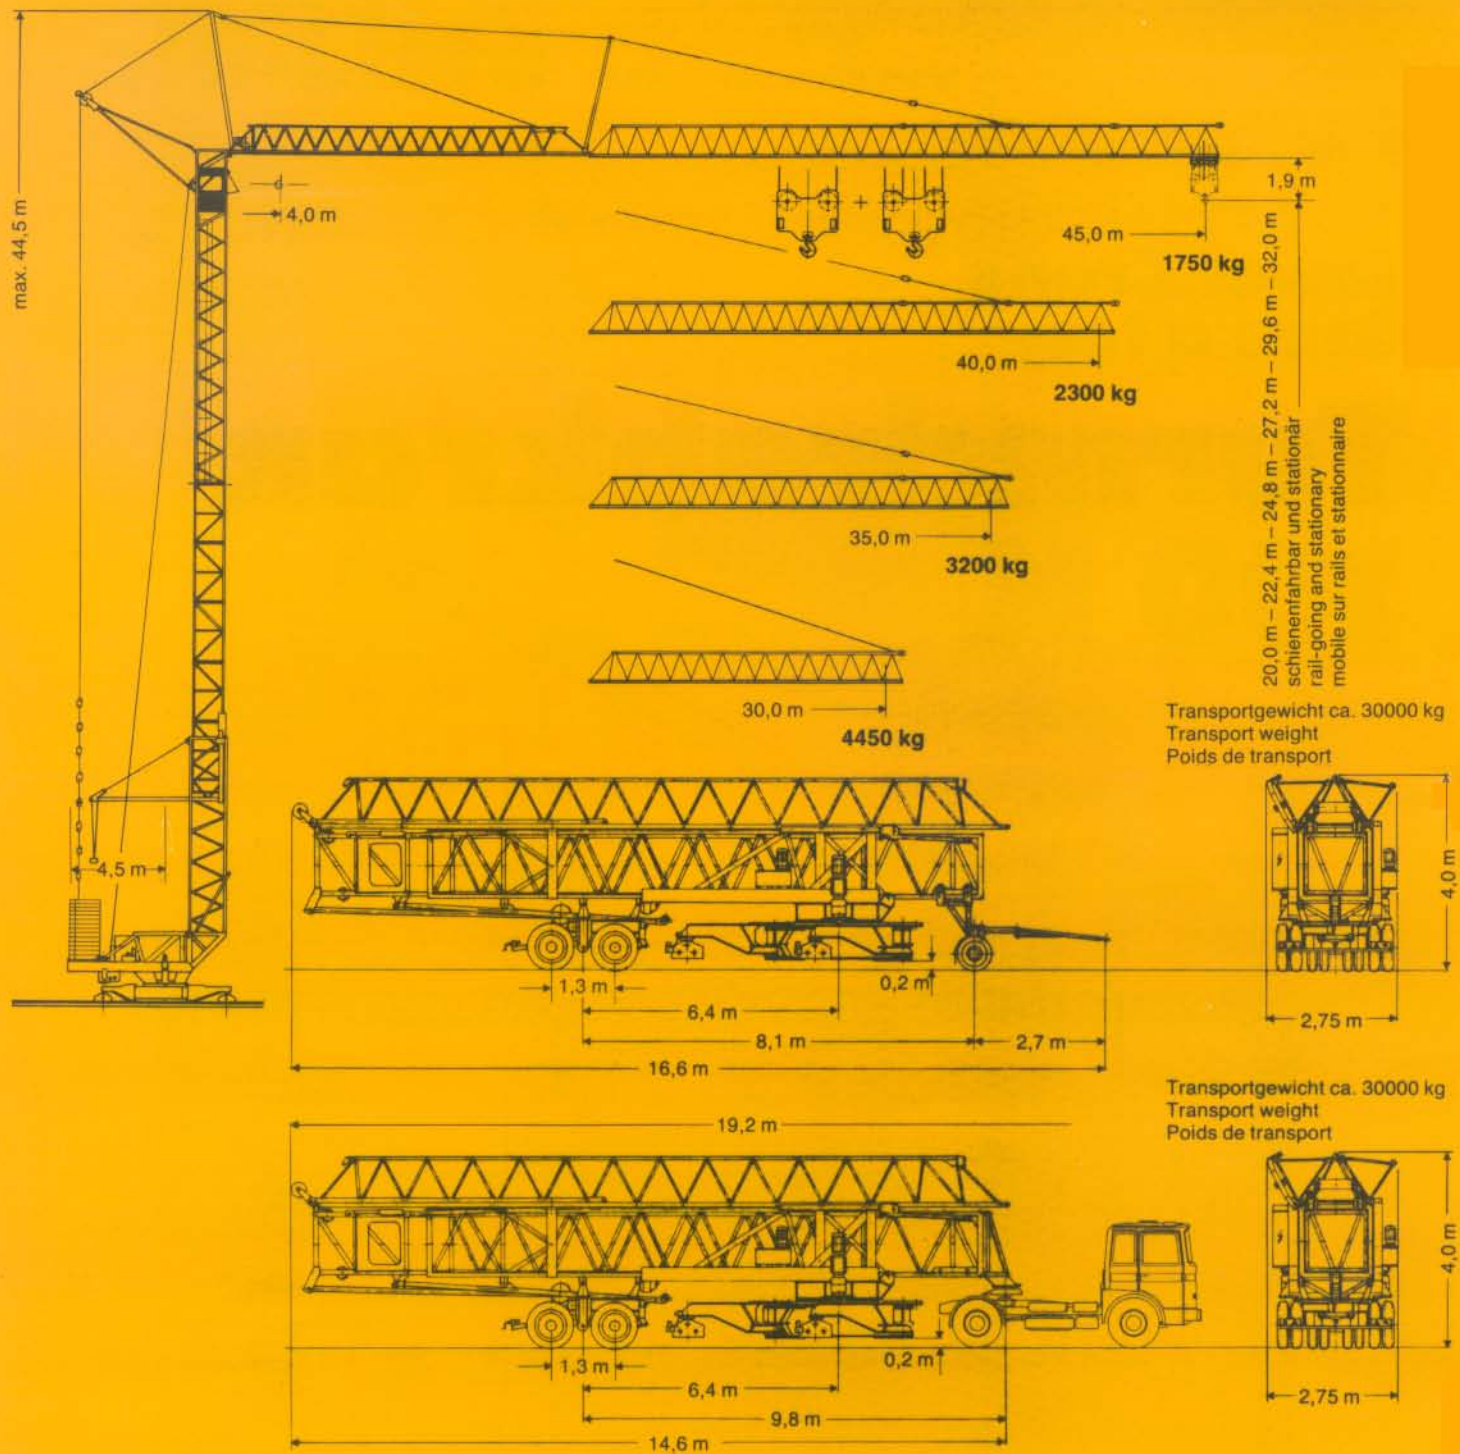 max. 44,5 m
4,0 m
+
1,9 m
45,0 m
1750 kg
40,0 m
2300 kg
35,0 m
3200 kg
30,0 m
4450 kg
20,0 m – 22,4 m – 24,8 m – 27,2 m – 29,6 m – 32,0 m
schienenfahrbar und stationär
rail-going and stationary
mobile sur rails et stationnaire
4,5 m
Transportgewicht ca. 30000 kg
Transport weight
Poids de transport
4,0 m
0,2 m
1,3 m
6,4 m
8,1 m
2,7 m
16,6 m
2,75 m
Transportgewicht ca. 30000 kg
Transport weight
Poids de transport
19,2 m
4,0 m
0,2 m
1,3 m
6,4 m
9,8 m
14,6 m
2,75 m